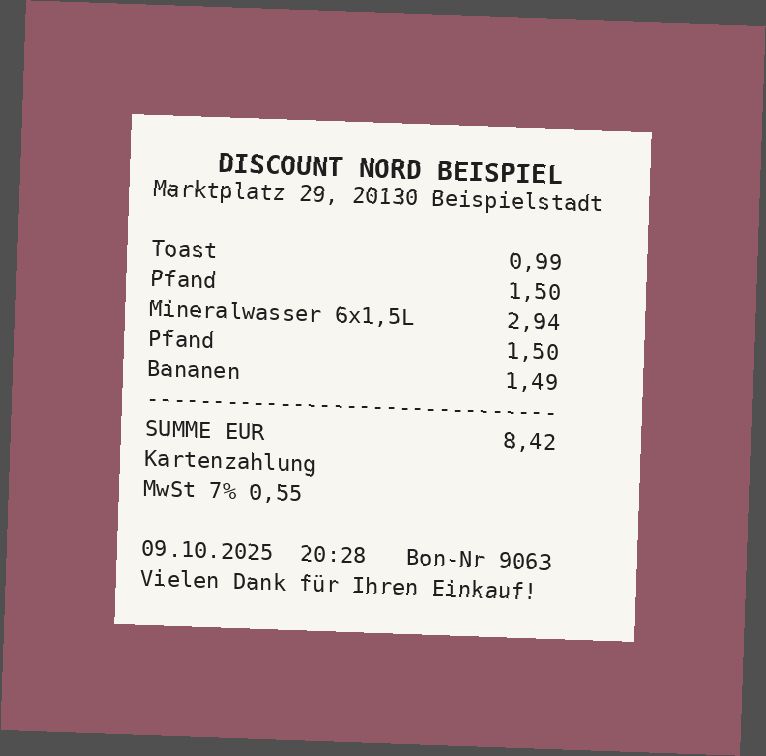 DISCOUNT NORD BEISPIEL
Marktplatz 29, 20130 Beispielstadt
Toast 0,99
Pfand 1,50
Mineralwasser 6x1,5L 2,94
Pfand 1,50
Bananen 1,49
-------------------------------
SUMME EUR 8,42
Kartenzahlung
MwSt 7% 0,55
09.10.2025  20:28   Bon-Nr 9063
Vielen Dank für Ihren Einkauf!